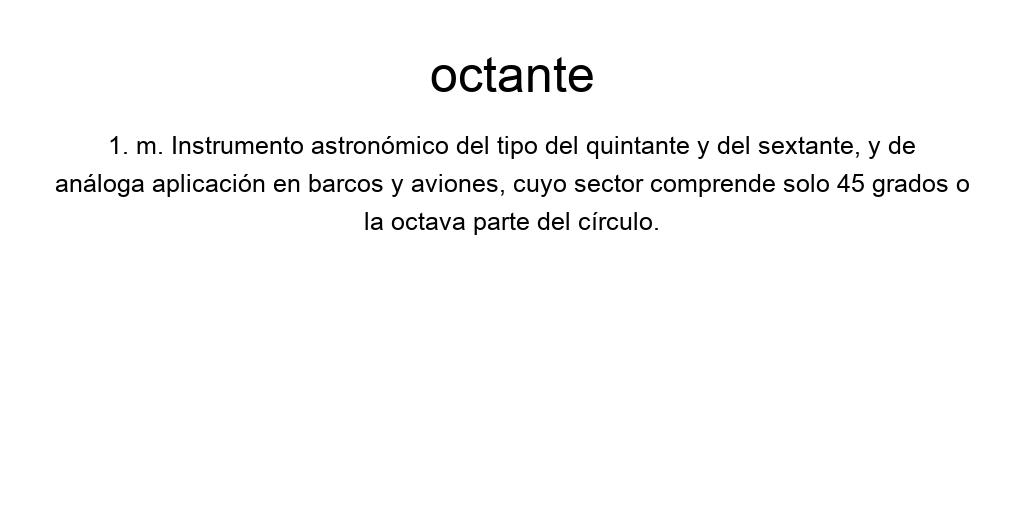 octante
1. m. Instrumento astronómico del tipo del quintante y del sextante, y de
análoga aplicación en barcos y aviones, cuyo sector comprende solo 45 grados o
la octava parte del círculo.